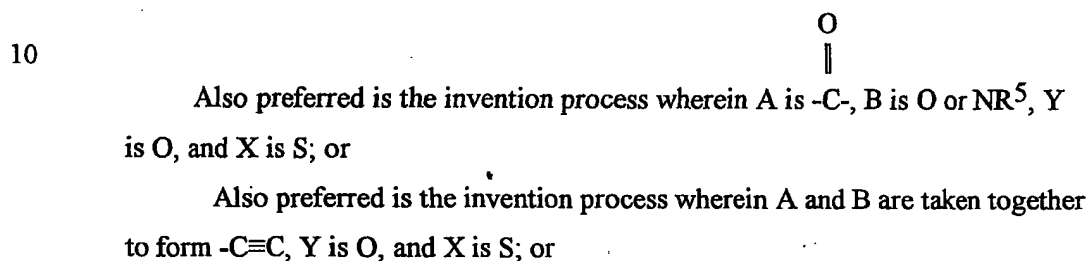 O
10
||
Also preferred is the invention process wherein A is -C-, B is O or NR⁵, Y
is O, and X is S; or
Also preferred is the invention process wherein A and B are taken together
to form -C≡C, Y is O, and X is S; or